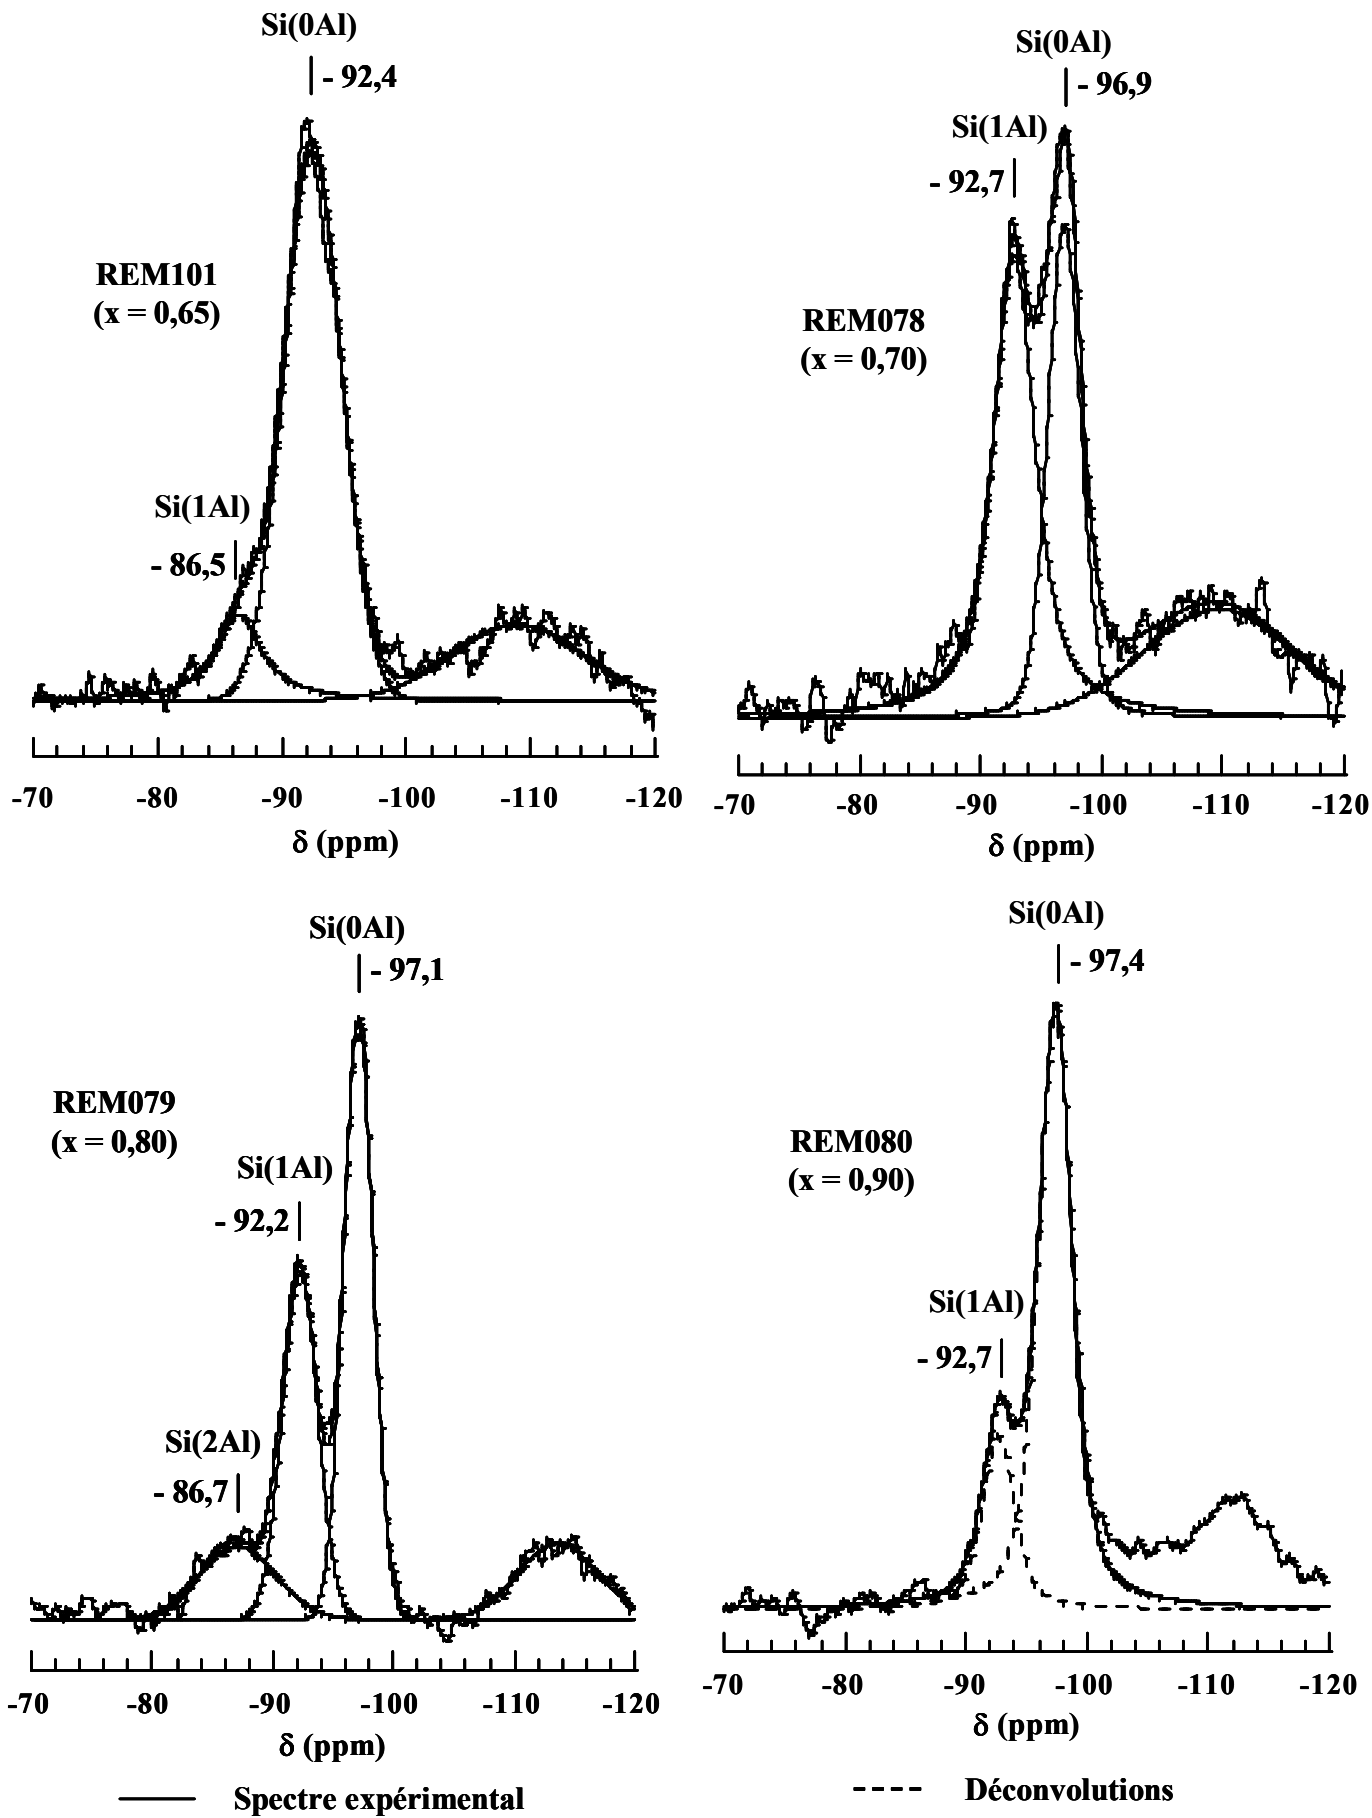 Si(0Al)
- 92,4
REM101
(x = 0,65)
Si(1Al)
- 86,5
-70 -80 -90 -100 -110 -120
δ (ppm)
Si(0Al)
- 96,9
Si(1Al)
- 92,7
REM078
(x = 0,70)
-70 -80 -90 -100 -110 -120
δ (ppm)
Si(0Al)
- 97,1
REM079
(x = 0,80)
Si(1Al)
- 92,2
Si(2Al)
- 86,7
-70 -80 -90 -100 -110 -120
δ (ppm)
Si(0Al)
- 97,4
REM080
(x = 0,90)
Si(1Al)
- 92,7
-70 -80 -90 -100 -110 -120
δ (ppm)
Spectre expérimental
Déconvolutions